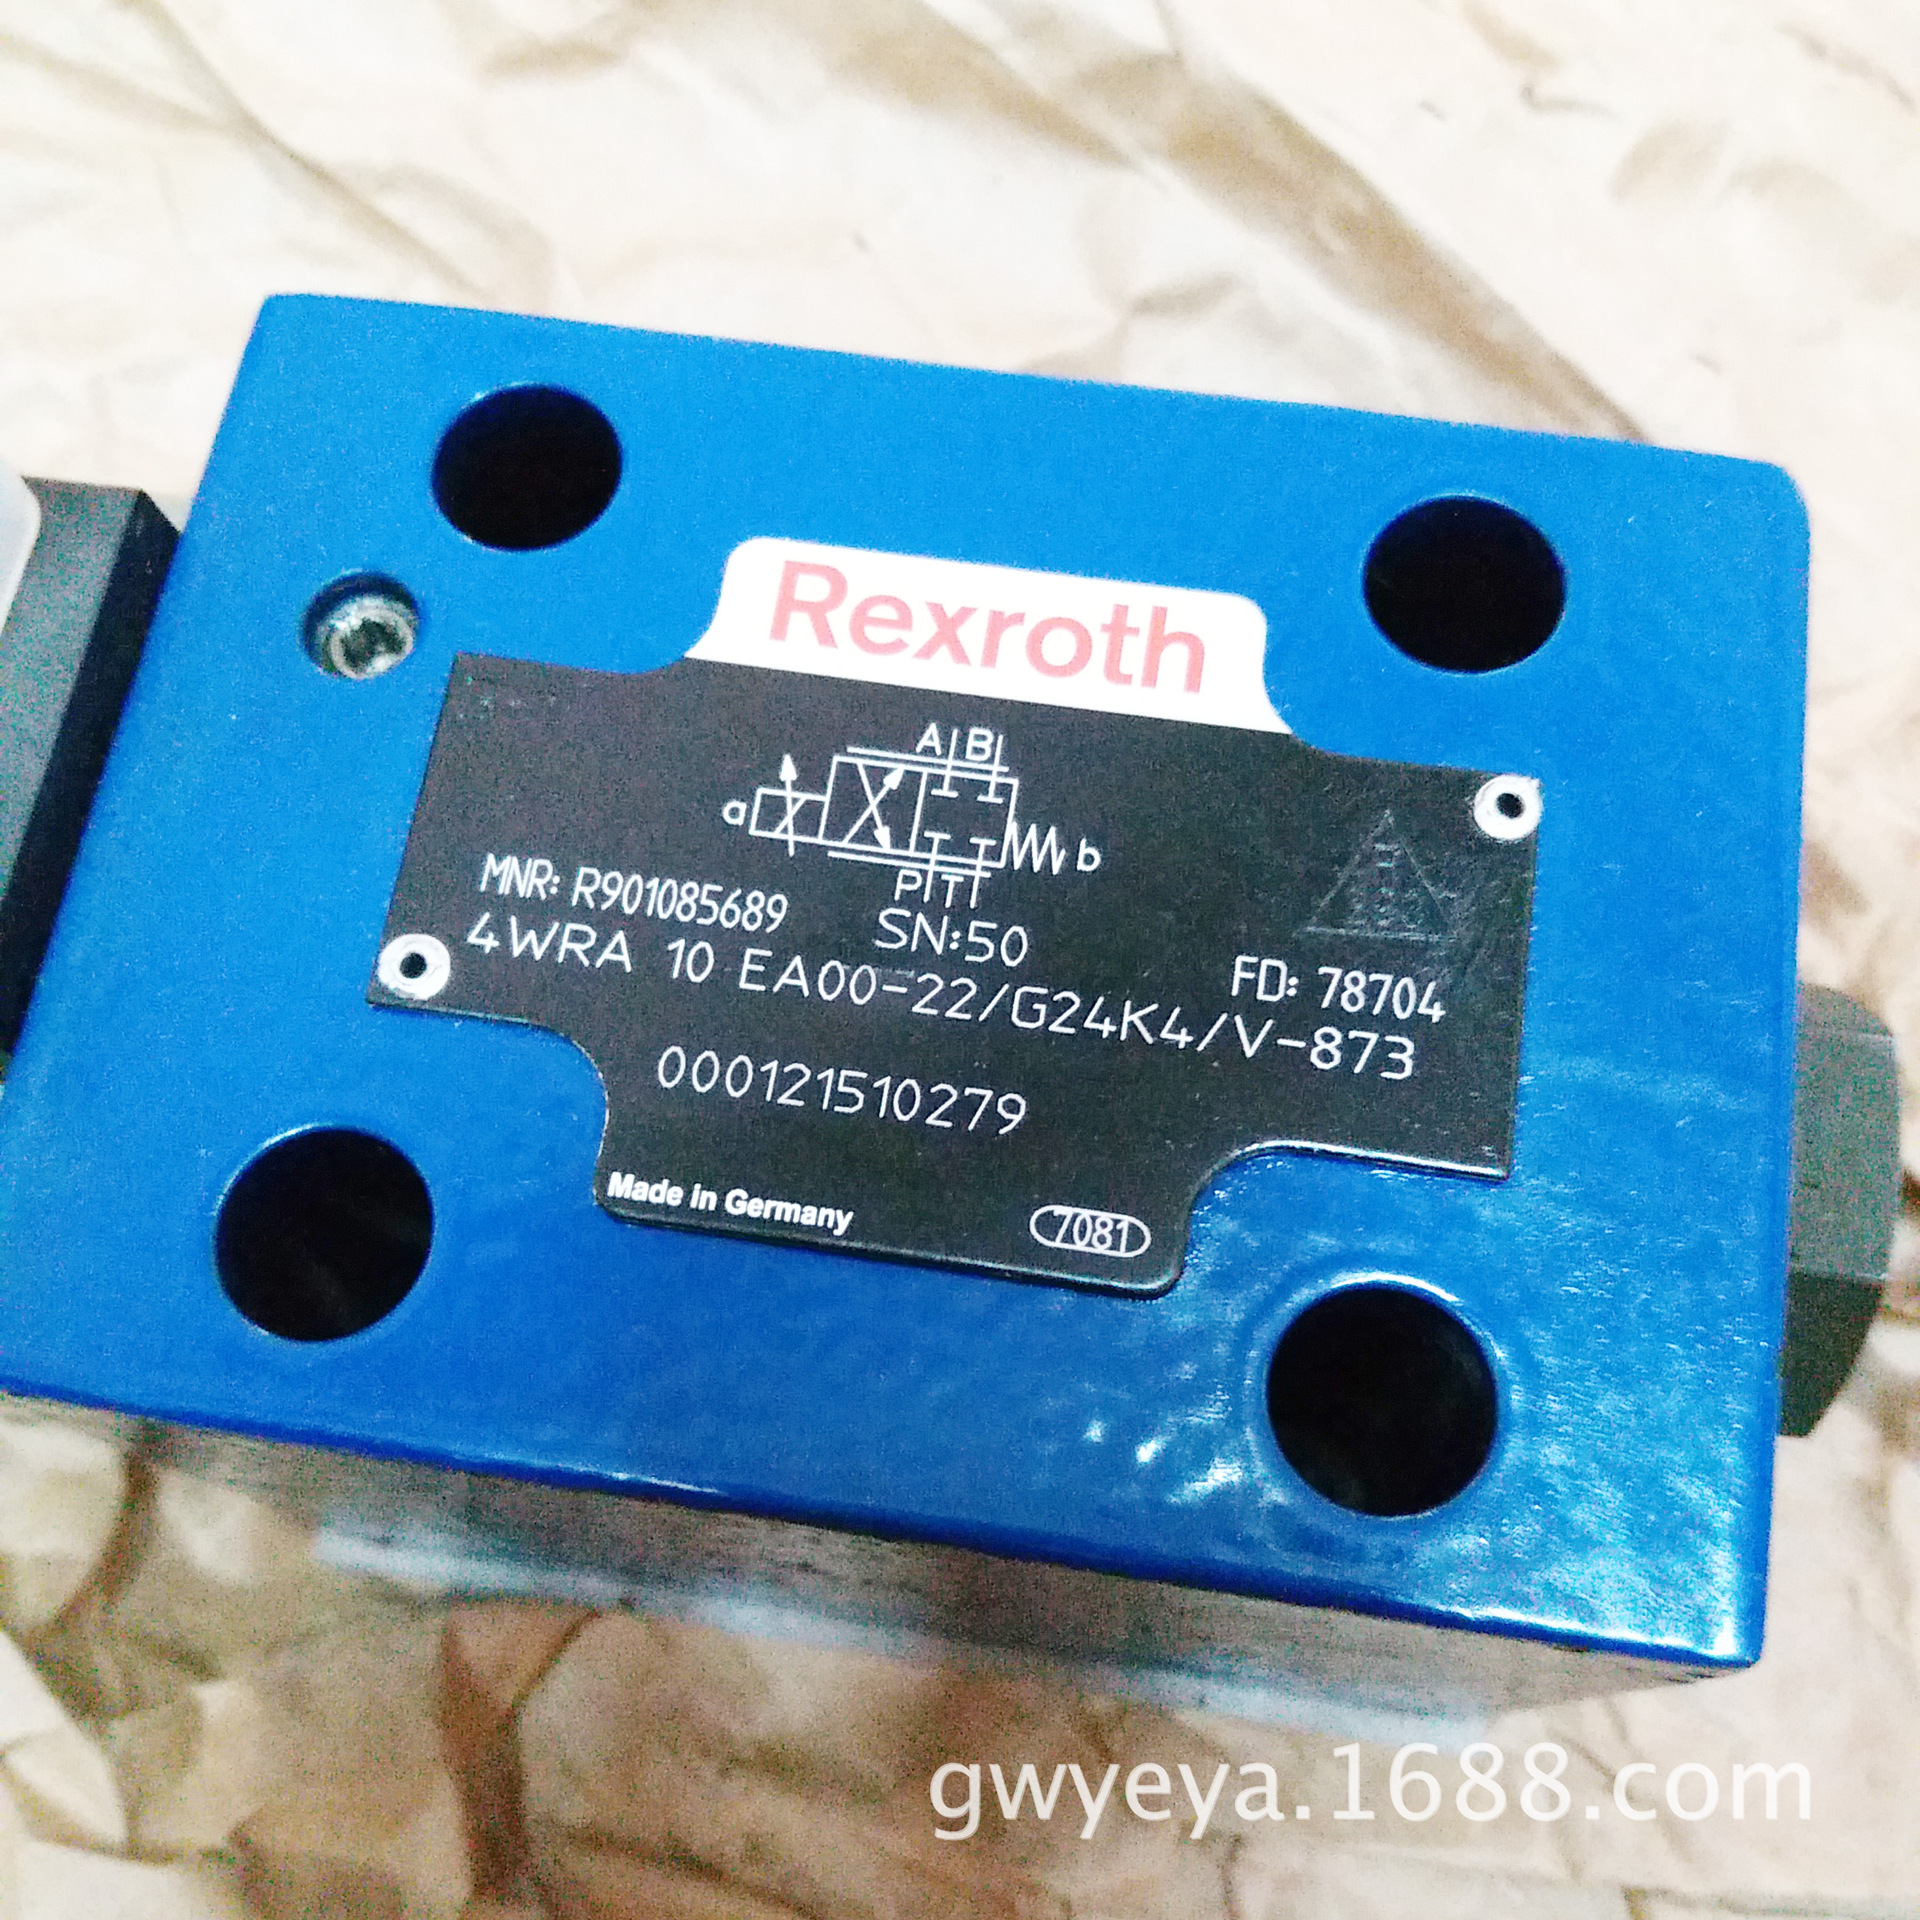 Rexroth
A B
a b
P T T
MNR: R901085689 SN:50 FD: 78704
4WRA 10 EA00-22/G24K4/V-873
000121510279
Made in Germany 7081
gwyeya.1688.com